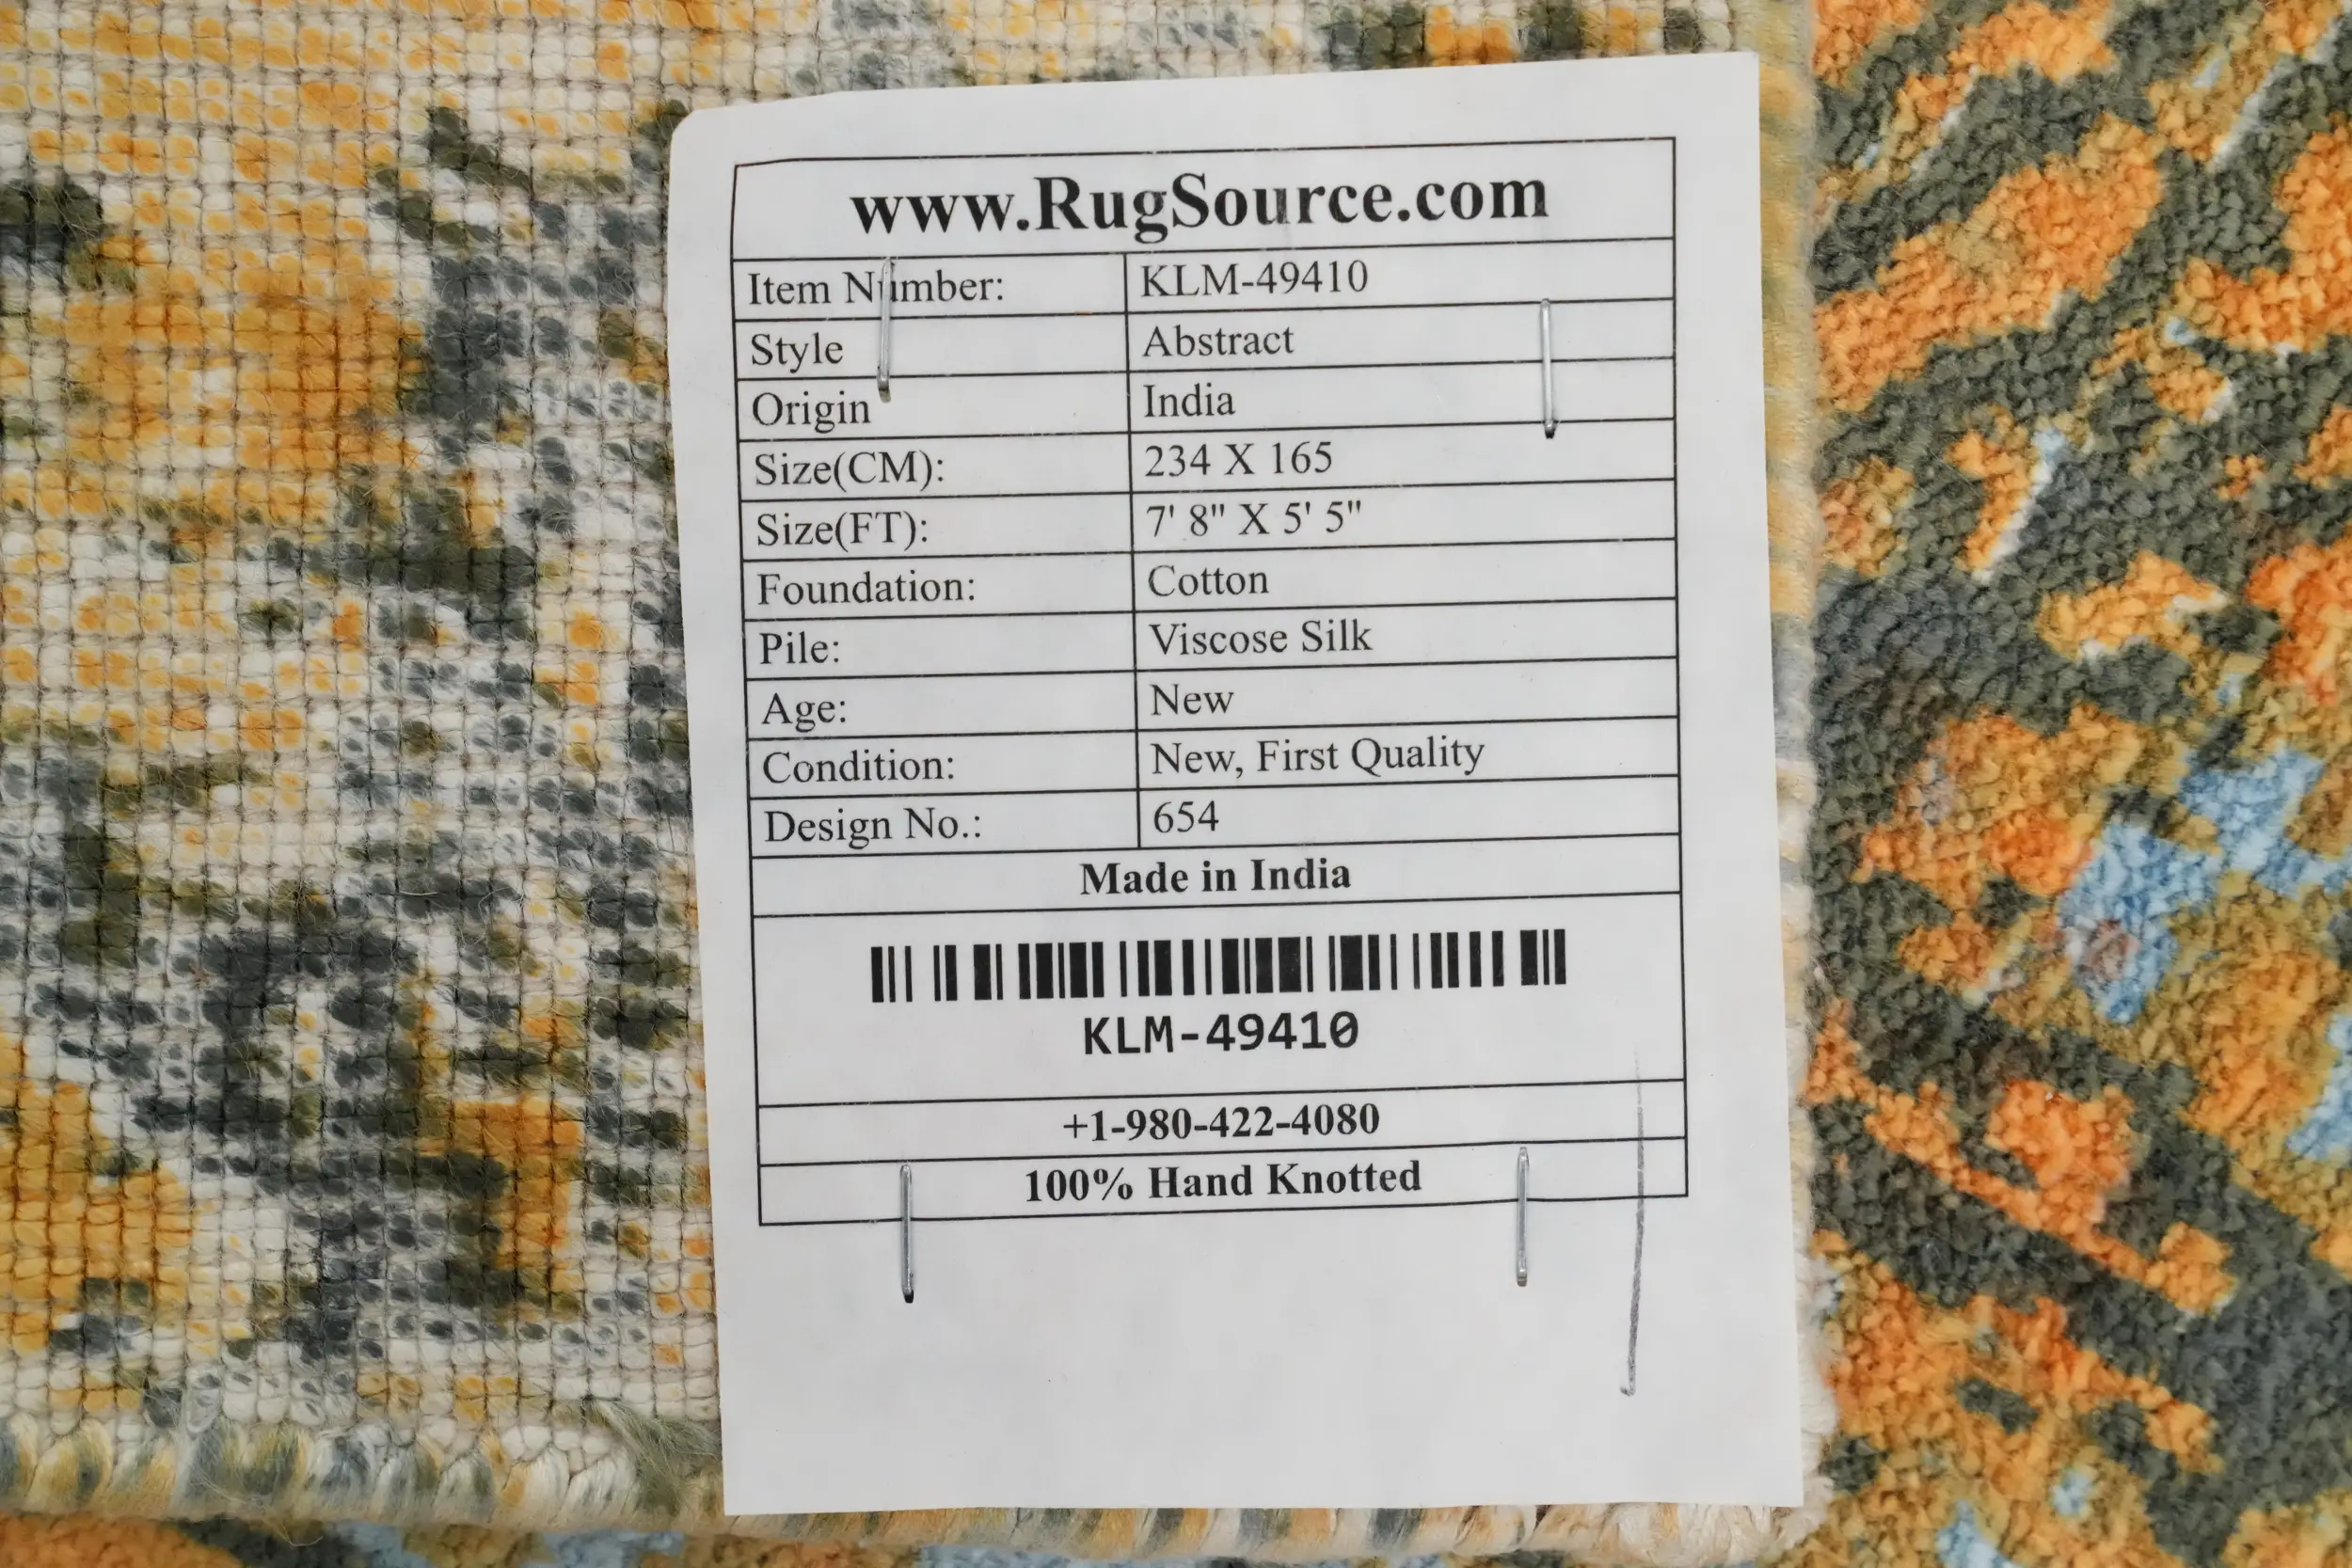 www.RugSource.com
Item Number: KLM-49410
Style Abstract
Origin India
Size(CM): 234 X 165
Size(FT): 7' 8" X 5' 5"
Foundation: Cotton
Pile: Viscose Silk
Age: New
Condition: New, First Quality
Design No.: 654
Made in India
KLM-49410
+1-980-422-4080
100% Hand Knotted